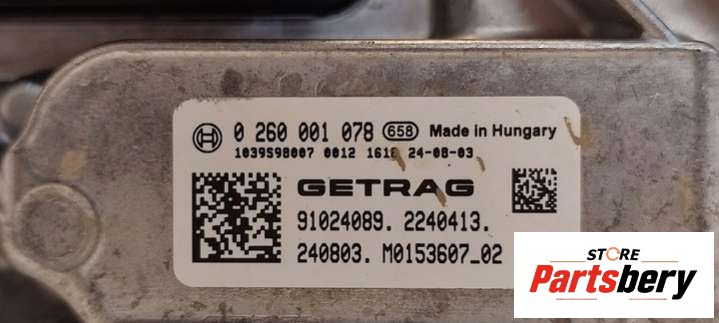 0 260 001 078 658 Made in Hungary
1039S98007 0012 24-08-03
GETRAG
91024089. 2240413.
240803. M0153607_02
STORE
Partsbery